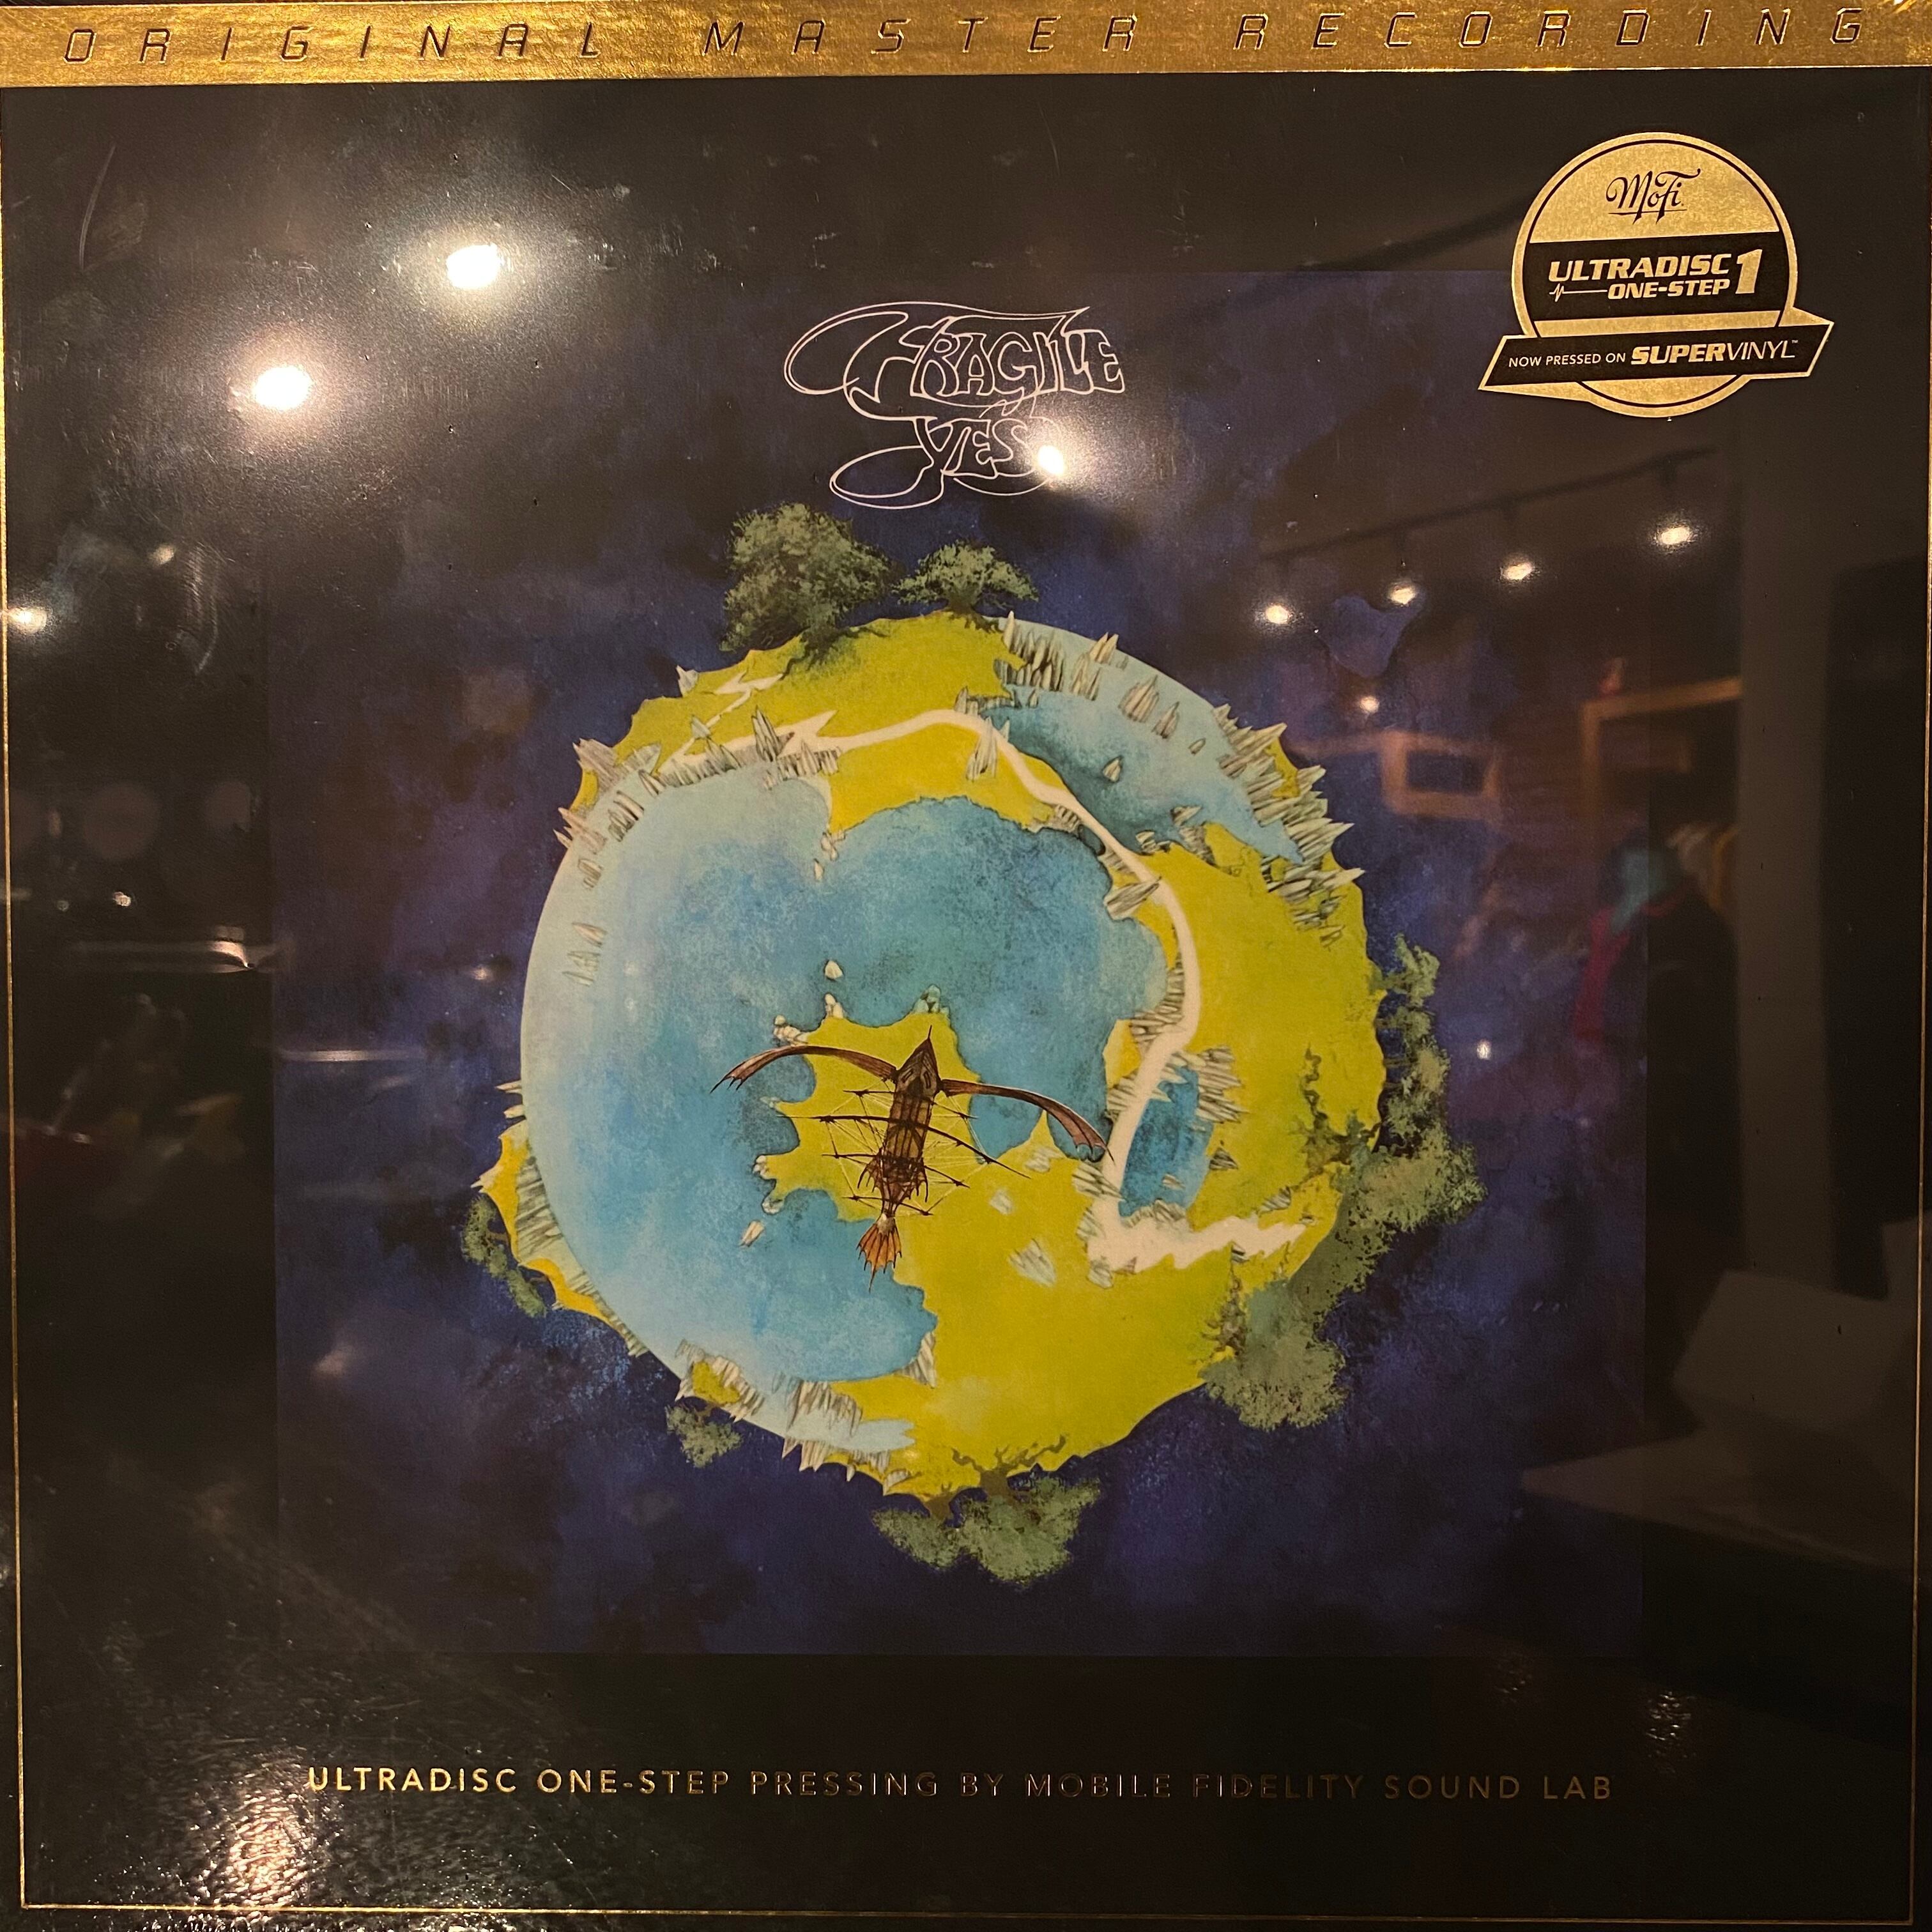 ORIGINAL MASTER RECORDING
MoFi
ULTRADISC
ONE-STEP 1
NOW PRESSED ON SUPERVINYL™
FRAGILE
YES
ULTRADISC ONE-STEP PRESSING BY MOBILE FIDELITY SOUND LAB